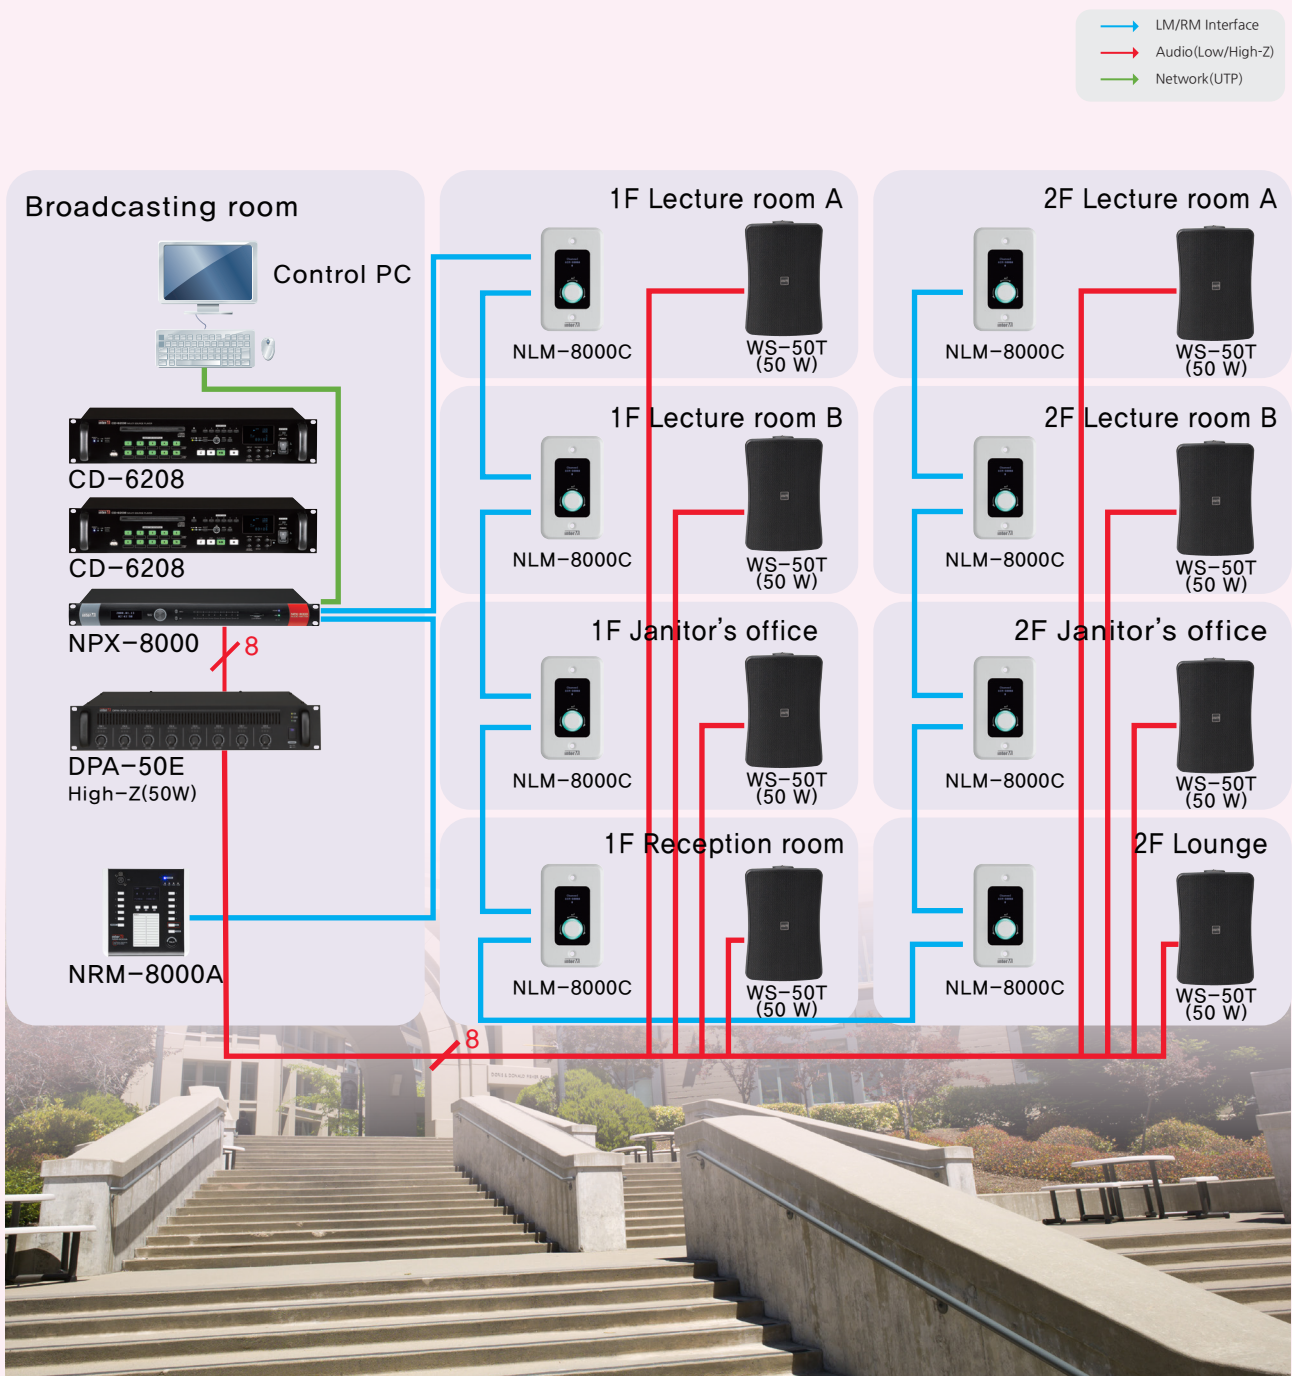 LM/RM Interface
Audio(Low/High-Z)
Network(UTP)
Broadcasting room
Control PC
CD-6208
CD-6208
NPX-8000
8
DPA-50E
High-Z(50W)
NRM-8000A
8
1F Lecture room A
NLM-8000C
WS-50T
(50 W)
1F Lecture room B
NLM-8000C
WS-50T
(50 W)
1F Janitor's office
NLM-8000C
WS-50T
(50 W)
1F Reception room
NLM-8000C
WS-50T
(50 W)
2F Lecture room A
NLM-8000C
WS-50T
(50 W)
2F Lecture room B
NLM-8000C
WS-50T
(50 W)
2F Janitor's office
NLM-8000C
WS-50T
(50 W)
2F Lounge
NLM-8000C
WS-50T
(50 W)